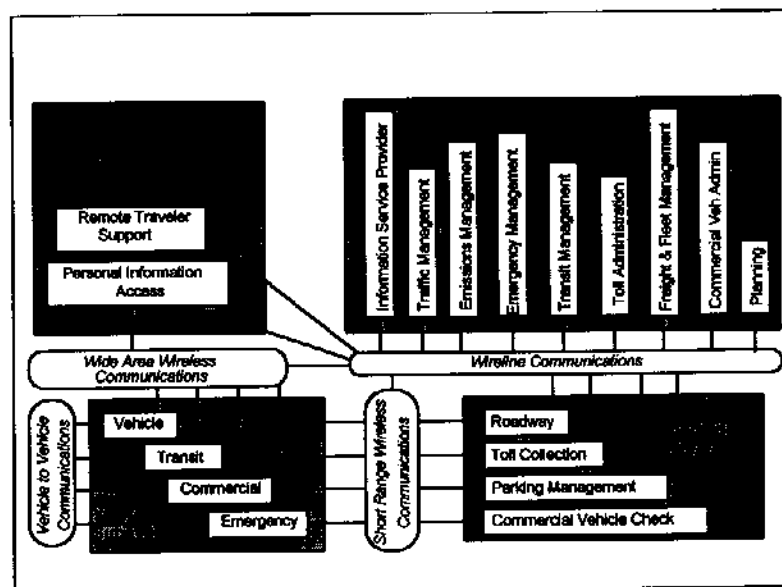 Remote Traveler
Support
Personal Information
Access
Information Service Provider
Traffic Management
Emissions Management
Emergency Management
Transit Management
Toll Administration
Freight & Fleet Management
Commercial Veh Admin
Planning
Wide Area Wireless
Communications
Wireline Communications
Vehicle to Vehicle
Communications
Vehicle
Transit
Commercial
Emergency
Short Range Wireless
Communications
Roadway
Toll Collection
Parking Management
Commercial Vehicle Check